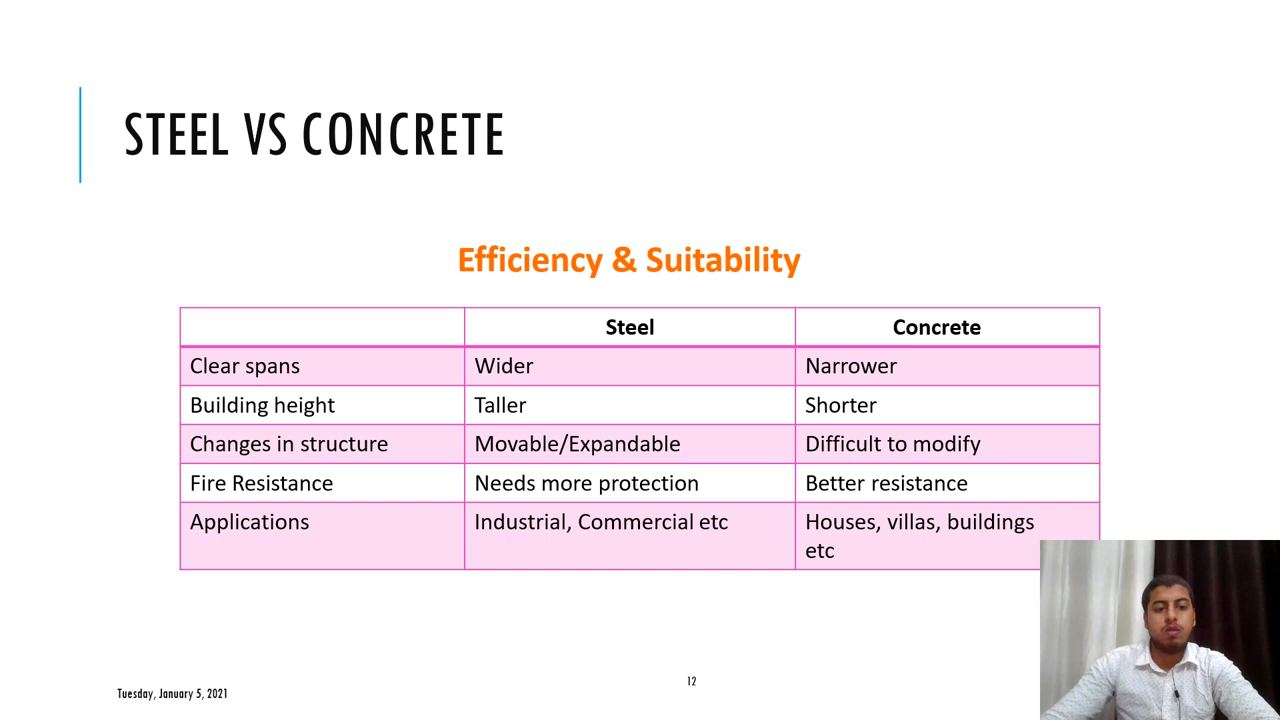 STEEL VS CONCRETE
Efficiency & Suitability
Steel Concrete
Clear spans Wider Narrower
Building height Taller Shorter
Changes in structure Movable/Expandable Difficult to modify
Fire Resistance Needs more protection Better resistance
Applications Industrial, Commercial etc Houses, villas, buildings
etc
12
Tuesday, January 5, 2021